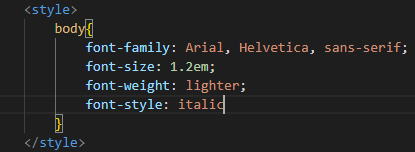 <style>
body{
font-family: Arial, Helvetica, sans-serif;
font-size: 1.2em;
font-weight: lighter;
font-style: italic
}
</style>